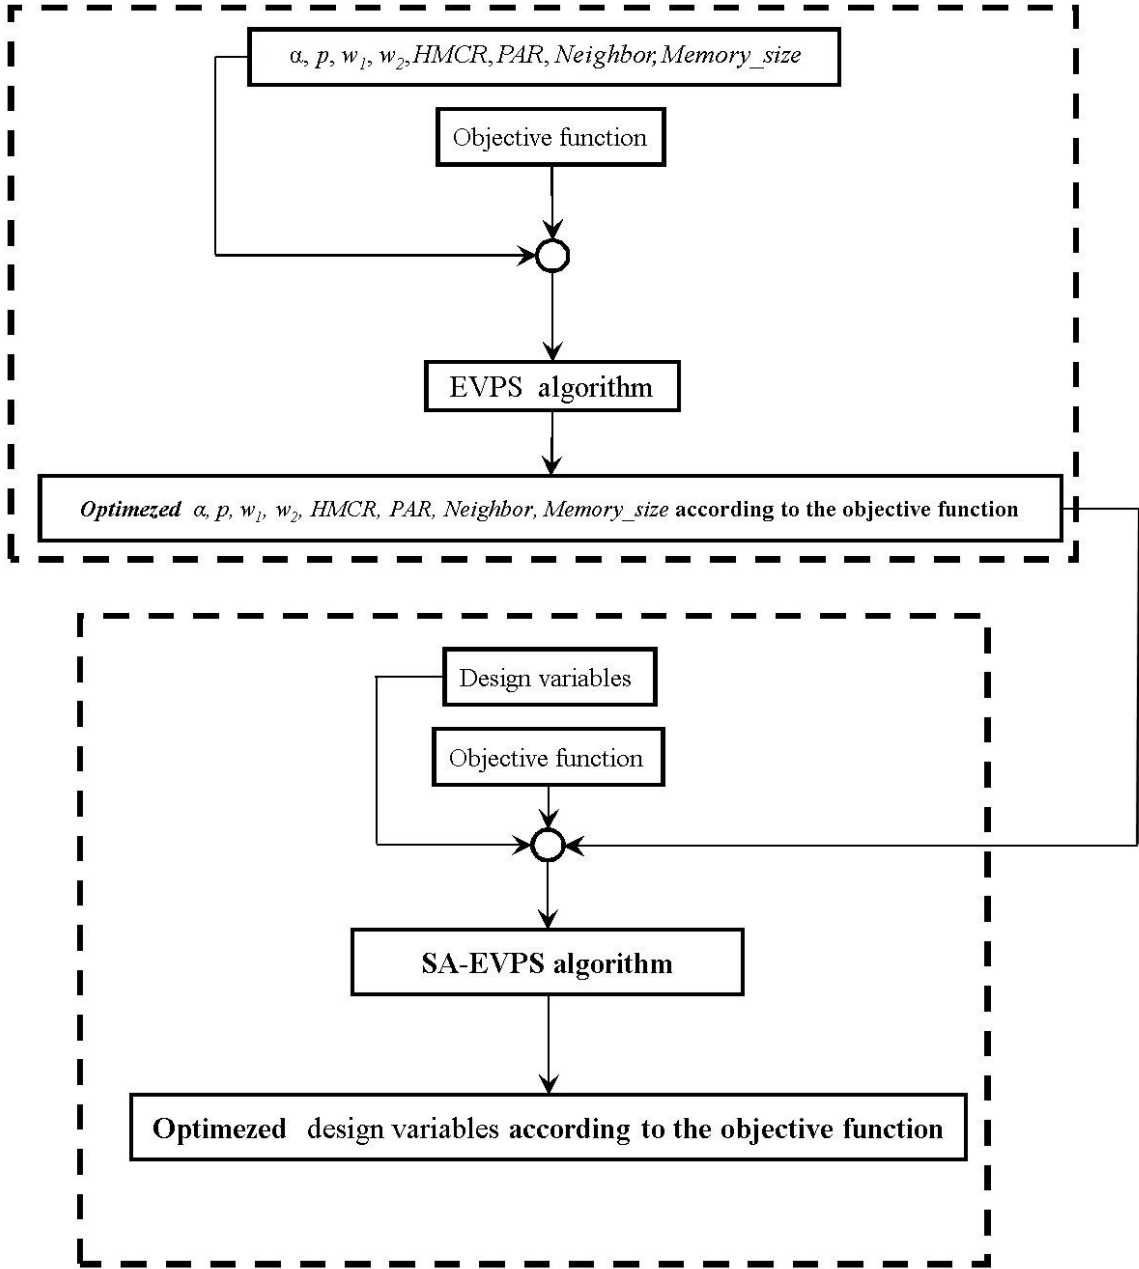 α, p, w₁, w₂,HMCR,PAR, Neighbor,Memory_size
Objective function
EVPS algorithm
Optimezed α, p, w₁, w₂, HMCR, PAR, Neighbor, Memory_size according to the objective function
Design variables
Objective function
SA-EVPS algorithm
Optimezed design variables according to the objective function